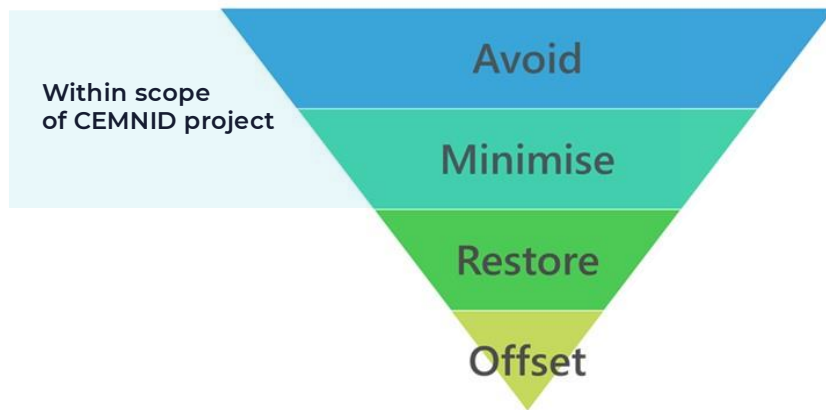 Avoid
Within scope
of CEMNID project
Minimise
Restore
Offset